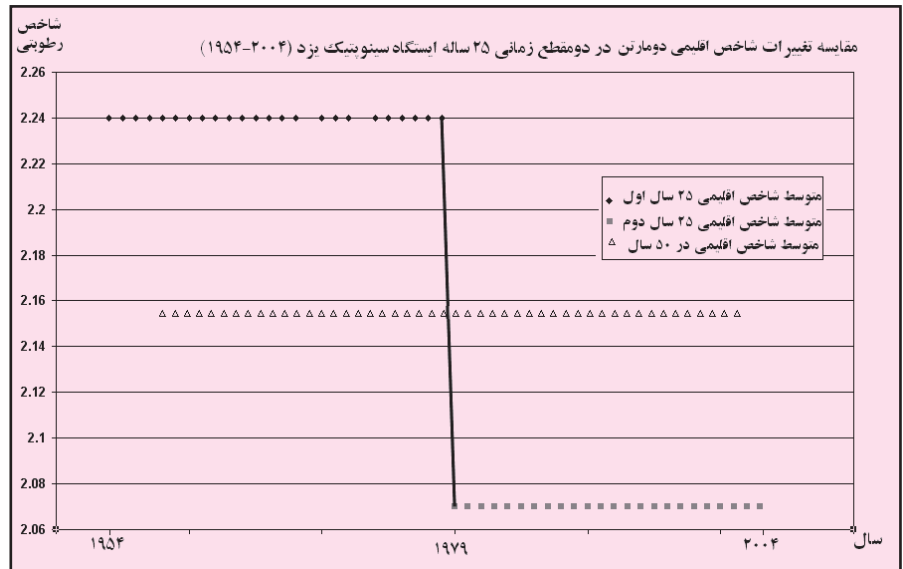 شاخص
رطوبتی
مقایسه تغییرات شاخص اقلیمی دومارتن در دومقطع زمانی ۲۵ ساله ایستگاه سینوپتیک یزد (۲۰۰۴-۱۹۵۴)
2.26
2.24
2.22
2.2
2.18
2.16
2.14
2.12
2.1
2.08
2.06
متوسط شاخص اقلیمی ۲۵ سال اول
متوسط شاخص اقلیمی ۲۵ سال دوم
متوسط شاخص اقلیمی در ۵۰ سال
۱۹۵۴
۱۹۷۹
۲۰۰۴
سال